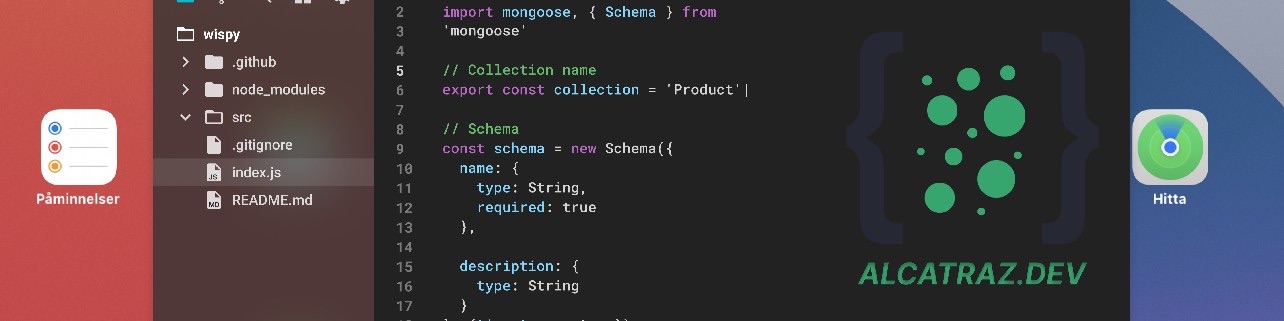 Påminnelser
wispy
.github
node_modules
src
.gitignore
index.js
README.md
2 import mongoose, { Schema } from
3 'mongoose'
4
5 // Collection name
6 export const collection = 'Product'
7
8 // Schema
9 const schema = new Schema({
10 name: {
11 type: String,
12 required: true
13 },
14
15 description: {
16 type: String
17 }
ALCATRAZ.DEV
Hitta